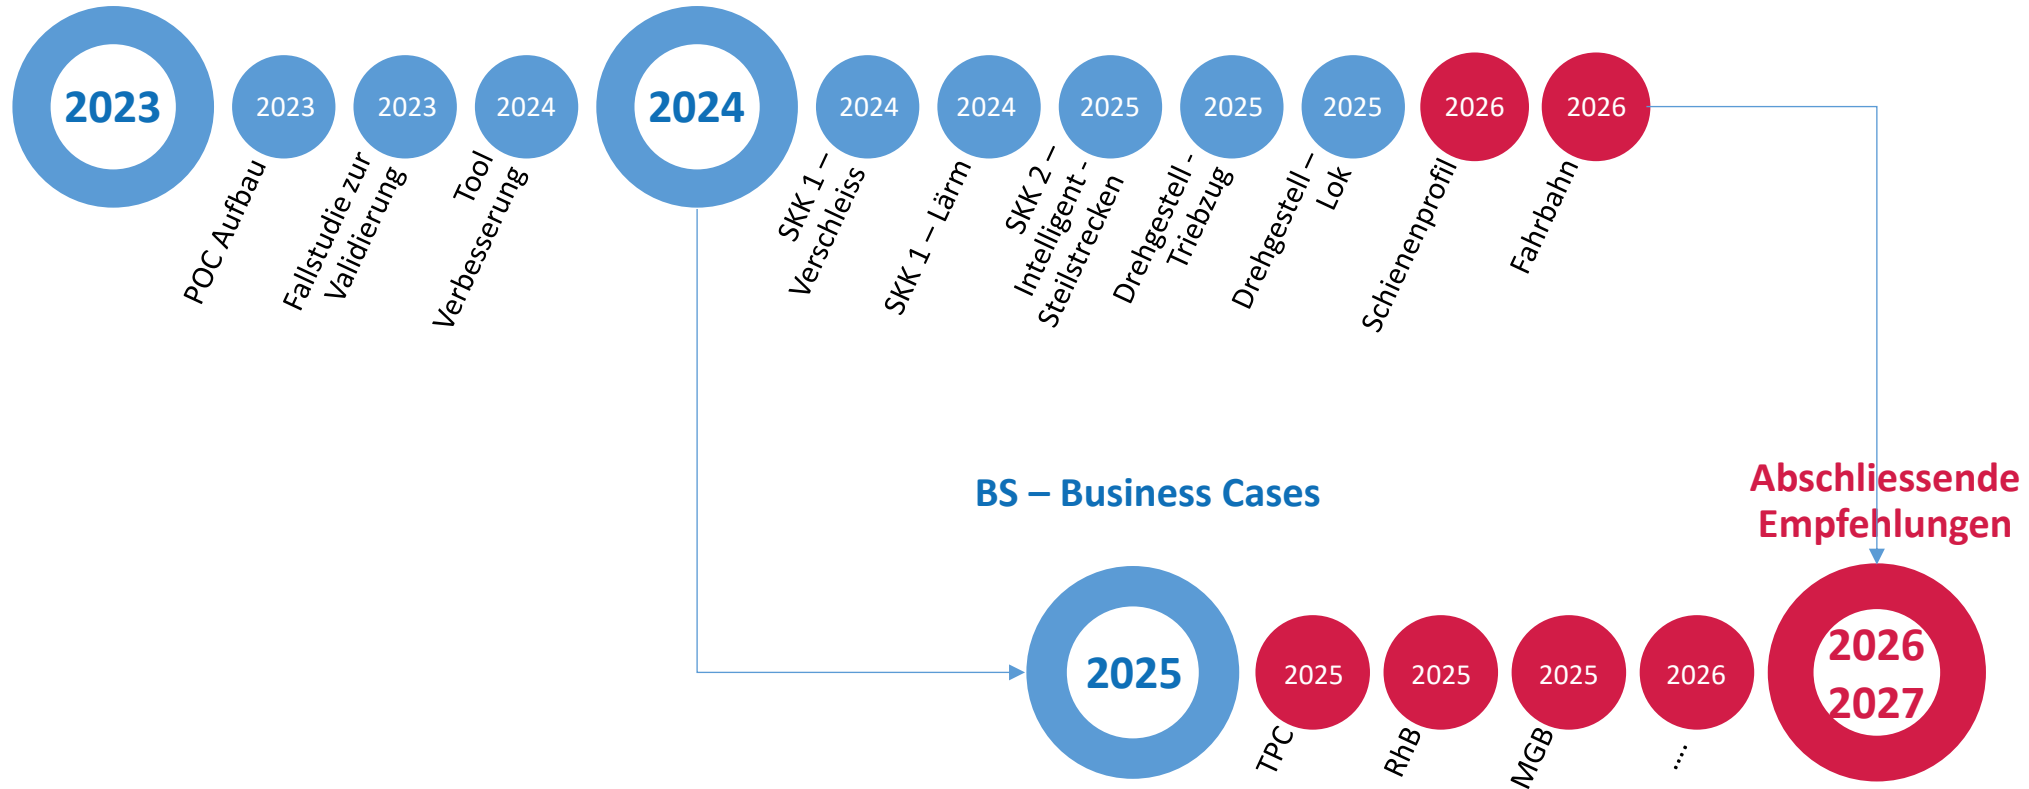 2023
2023
POC Aufbau
2023
Fallstudie zur
Validierung
2024
Tool
Verbesserung
2024
2024
SKK 1 –
Verschleiss
2024
SKK 1 – Lärm
2025
SKK 2 –
Intelligent -
Steilstrecken
2025
Drehgestell -
Triebzug
2025
Drehgestell –
Lok
2026
Schienenprofil
2026
Fahrbahn
BS – Business Cases
Abschliessende
Empfehlungen
2025
2025
TPC
2025
RhB
2025
MGB
2026
....
2026
2027